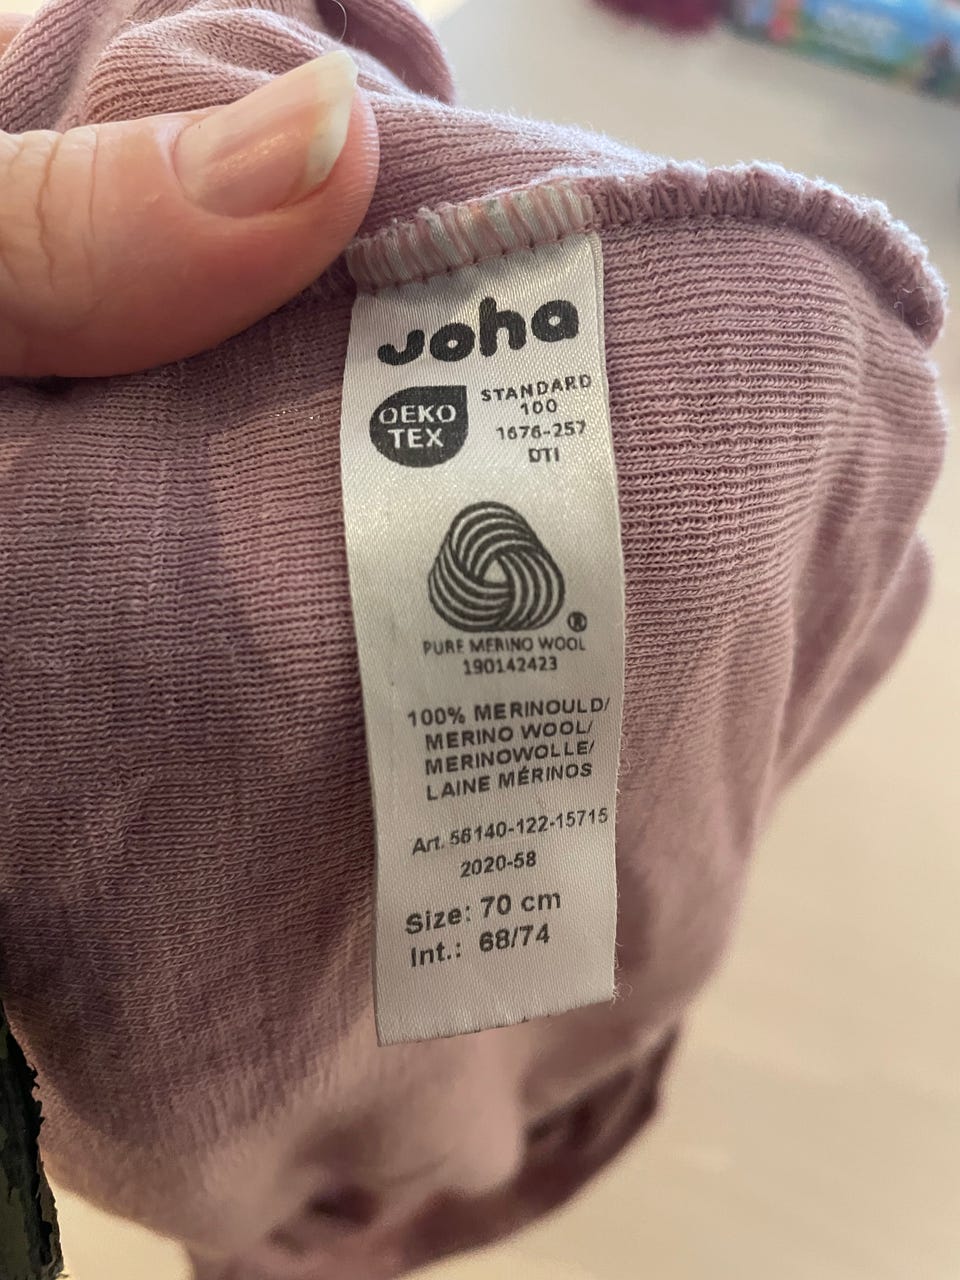 Joha
OEKO
TEX
STANDARD
100
1676-257
DTI
®
PURE MERINO WOOL
190142423
100% MERINOULD/
MERINO WOOL/
MERINOWOLLE/
LAINE MÉRINOS
Art. 56140-122-15715
2020-58
Size: 70 cm
Int.: 68/74